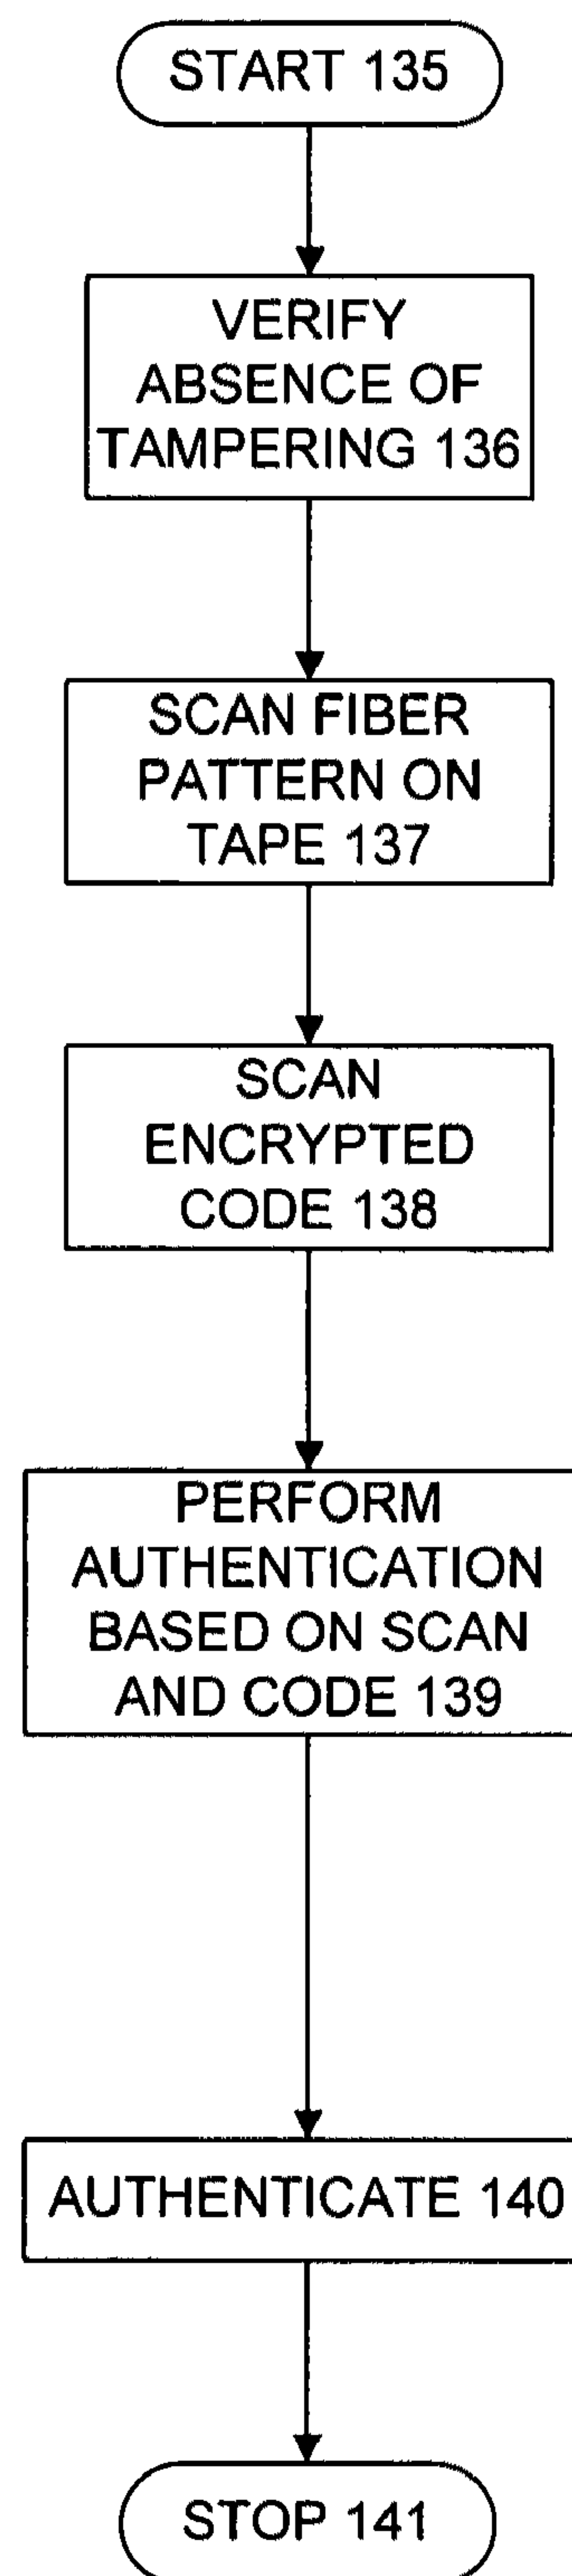 START 135
VERIFY
ABSENCE OF
TAMPERING 136
SCAN FIBER
PATTERN ON
TAPE 137
SCAN
ENCRYPTED
CODE 138
PERFORM
AUTHENTICATION
BASED ON SCAN
AND CODE 139
AUTHENTICATE 140
STOP 141